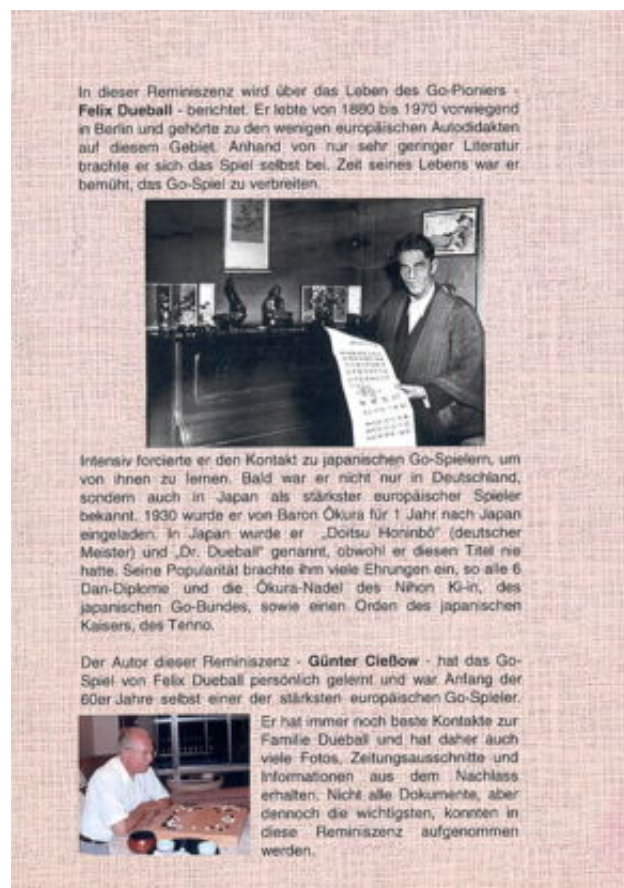 In dieser Reminiszenz wird über das Leben des Go-Pioniers -
Felix Dueball - berichtet. Er lebte von 1880 bis 1970 vorwiegend
in Berlin und gehörte zu den wenigen europäischen Autodidakten
auf diesem Gebiet. Anhand von nur sehr geringer Literatur
brachte er sich das Spiel selbst bei. Zeit seines Lebens war er
bemüht, das Go-Spiel zu verbreiten.
Intensiv forcierte er den Kontakt zu japanischen Go-Spielern, um
von ihnen zu lernen. Bald war er nicht nur in Deutschland,
sondern auch in Japan als stärkster europäischer Spieler
bekannt. 1930 wurde er von Baron Ôkura für 1 Jahr nach Japan
eingeladen. In Japan wurde er „Doitsu Honinbô" (deutscher
Meister) und „Dr. Dueball" genannt, obwohl er diesen Titel nie
hatte. Seine Popularität brachte ihm viele Ehrungen ein, so alle 6
Dan-Diplome und die Ôkura-Nadel des Nihon Ki-in, des
japanischen Go-Bundes, sowie einen Orden des japanischen
Kaisers, des Tenno.
Der Autor dieser Reminiszenz - Günter Cießow - hat das Go-
Spiel von Felix Dueball persönlich gelernt und war Anfang der
60er Jahre selbst einer der stärksten europäischen Go-Spieler.
Er hat immer noch beste Kontakte zur
Familie Dueball und hat daher auch
viele Fotos, Zeitungsausschnitte und
Informationen aus dem Nachlass
erhalten. Nicht alle Dokumente, aber
dennoch die wichtigsten, konnten in
diese Reminiszenz aufgenommen
werden.